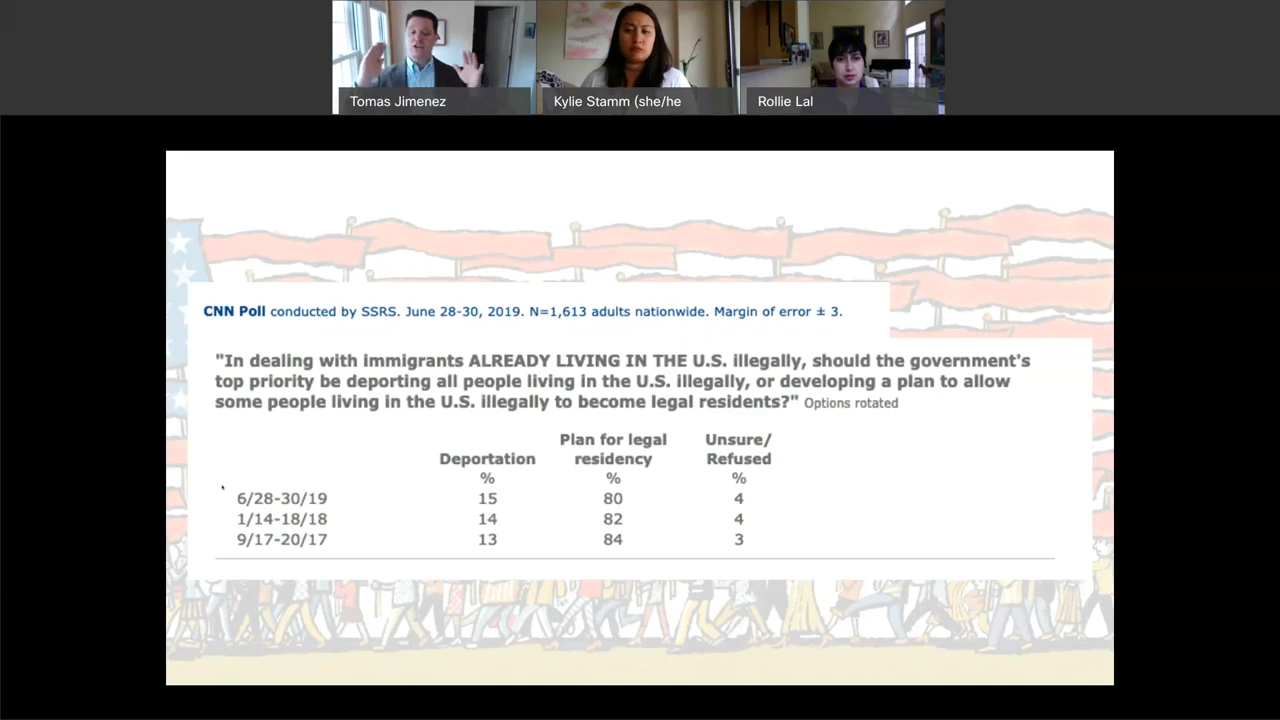 Tomas Jimenez
Kylie Stamm (she/he
Rollie Lal
CNN Poll conducted by SSRS. June 28-30, 2019. N=1,613 adults nationwide. Margin of error ± 3.
"In dealing with immigrants ALREADY LIVING IN THE U.S. illegally, should the government's
top priority be deporting all people living in the U.S. illegally, or developing a plan to allow
some people living in the U.S. illegally to become legal residents?" Options rotated
Plan for legal Unsure/
Deportation residency Refused
% % %
6/28-30/19 15 80 4
1/14-18/18 14 82 4
9/17-20/17 13 84 3